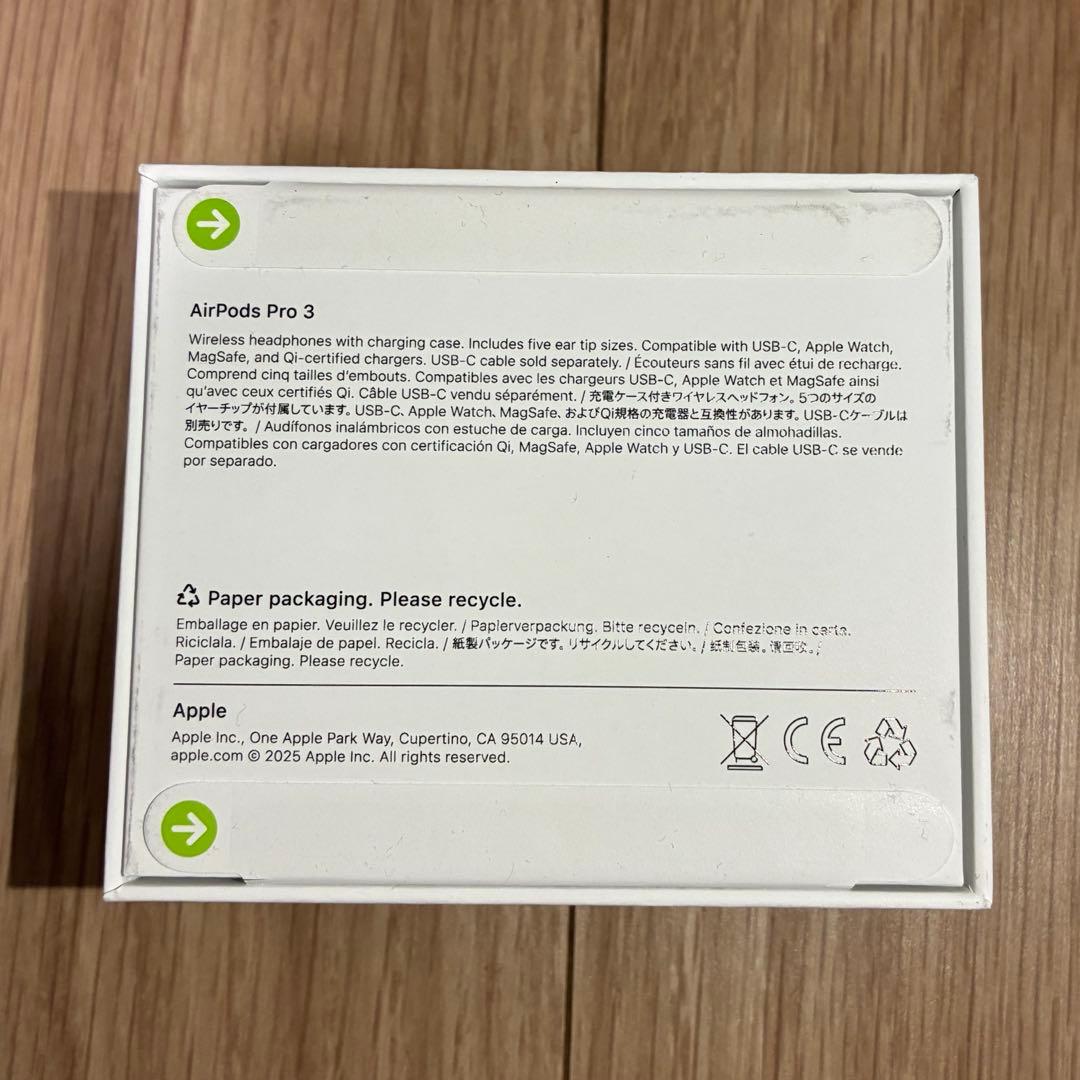 AirPods Pro 3
Wireless headphones with charging case. Includes five ear tip sizes. Compatible with USB-C, Apple Watch,
MagSafe, and Qi-certified chargers. USB-C cable sold separately. / Écouteurs sans fil avec étui de recharge.
Comprend cinq tailles d'embouts. Compatibles avec les chargeurs USB-C, Apple Watch et MagSafe ainsi
qu'avec ceux certifiés Qi. Câble USB-C vendu séparément. / 充電ケース付きワイヤレスヘッドフォン。5つのサイズの
イヤーチップが付属しています。USB-C、Apple Watch、MagSafe、およびQi規格の充電器と互換性があります。USB-Cケーブルは
別売りです。 / Audífonos inalámbricos con estuche de carga. Incluyen cinco tamaños de almohadillas.
Compatibles con cargadores con certificación Qi, MagSafe, Apple Watch y USB-C. El cable USB-C se vende
por separado.
Paper packaging. Please recycle.
Emballage en papier. Veuillez le recycler. / Papierverpackung. Bitte recyceln. / Confezione in carta.
Riciclala. / Embalaje de papel. Recicla. / 紙製パッケージです。リサイクルしてください。 / 纸制包装。请回收。 /
Paper packaging. Please recycle.
Apple
Apple Inc., One Apple Park Way, Cupertino, CA 95014 USA,
apple.com © 2025 Apple Inc. All rights reserved.
CE